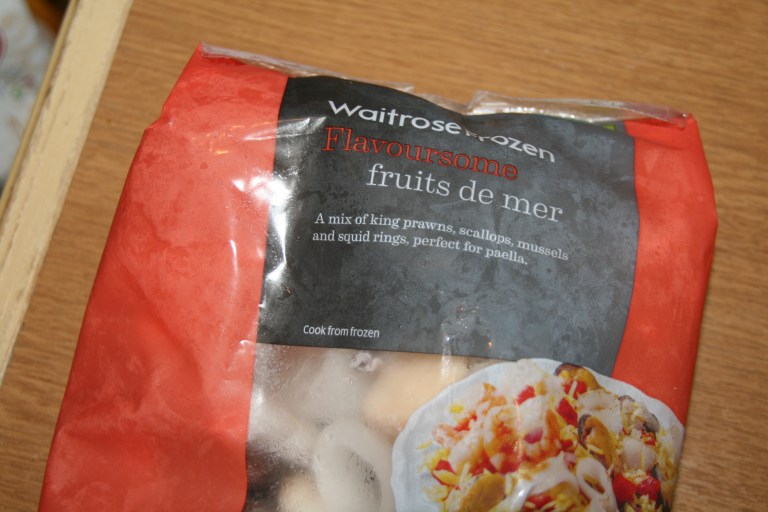 Waitrose Frozen
Flavoursome
fruits de mer
A mix of king prawns, scallops, mussels
and squid rings, perfect for paella.
Cook from frozen